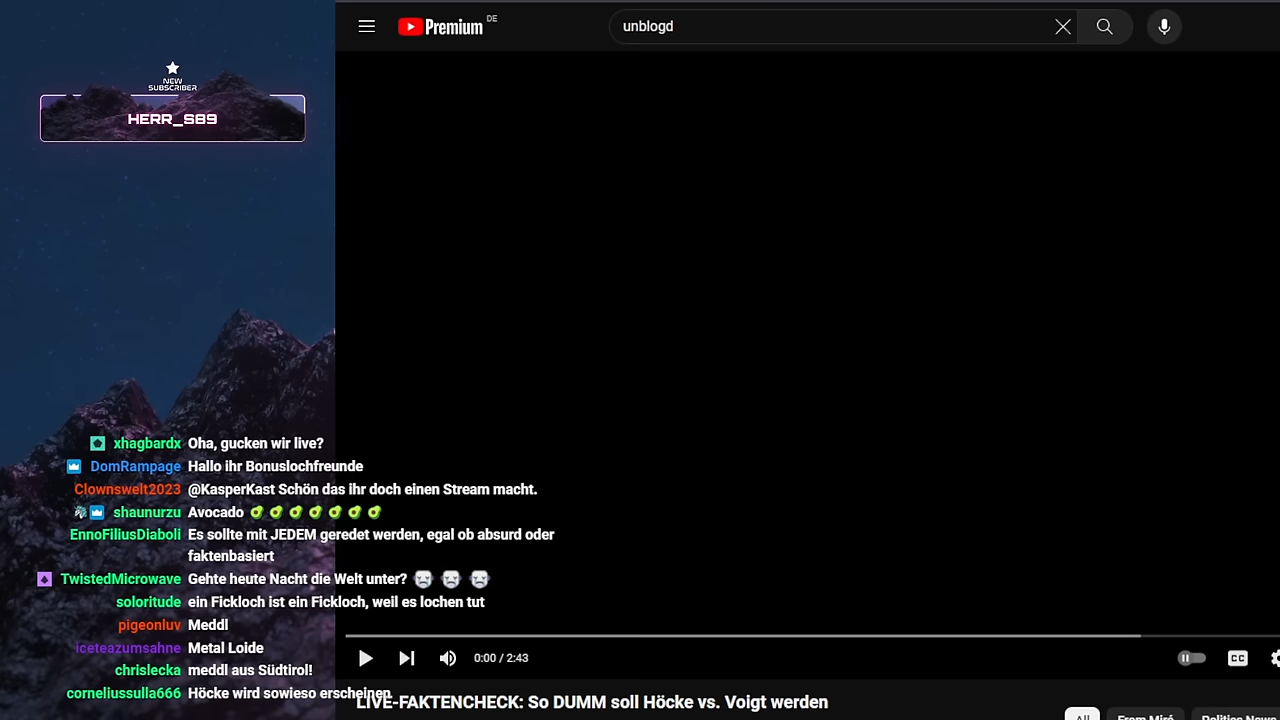 Premium DE
unblogd
NEW
SUBSCRIBER
HERR_S89
xhagbardx Oha, gucken wir live?
DomRampage Hallo ihr Bonuslochfreunde
Clownswelt2023 @KasperKast Schön das ihr doch einen Stream macht.
shaunurzu Avocado
EnnoFiliusDiaboli Es sollte mit JEDEM geredet werden, egal ob absurd oder
faktenbasiert
TwistedMicrowave Gehte heute Nacht die Welt unter?
soloritude ein Fickloch ist ein Fickloch, weil es lochen tut
pigeonluv Meddl
iceteazumsahne Metal Loide
chrislecka meddl aus Südtirol!
corneliussulla666 Höcke wird sowieso erscheinen
0:00 / 2:43
CC
LIVE-FAKTENCHECK: So DUMM soll Höcke vs. Voigt werden
All From Miró Politics News